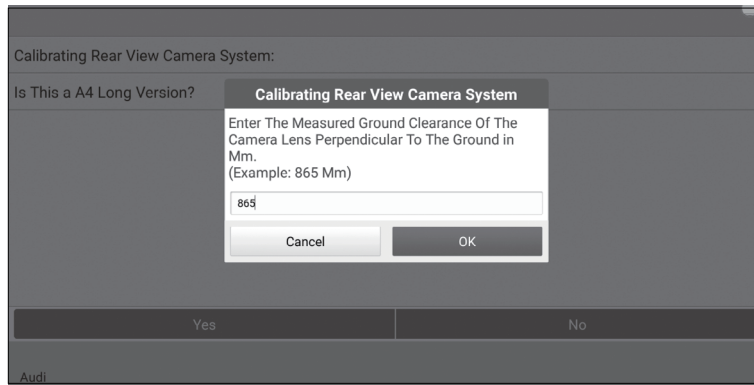 Calibrating Rear View Camera System:
Is This a A4 Long Version?
Calibrating Rear View Camera System
Enter The Measured Ground Clearance Of The
Camera Lens Perpendicular To The Ground in
Mm.
(Example: 865 Mm)
865
Cancel
OK
Yes
No
Audi